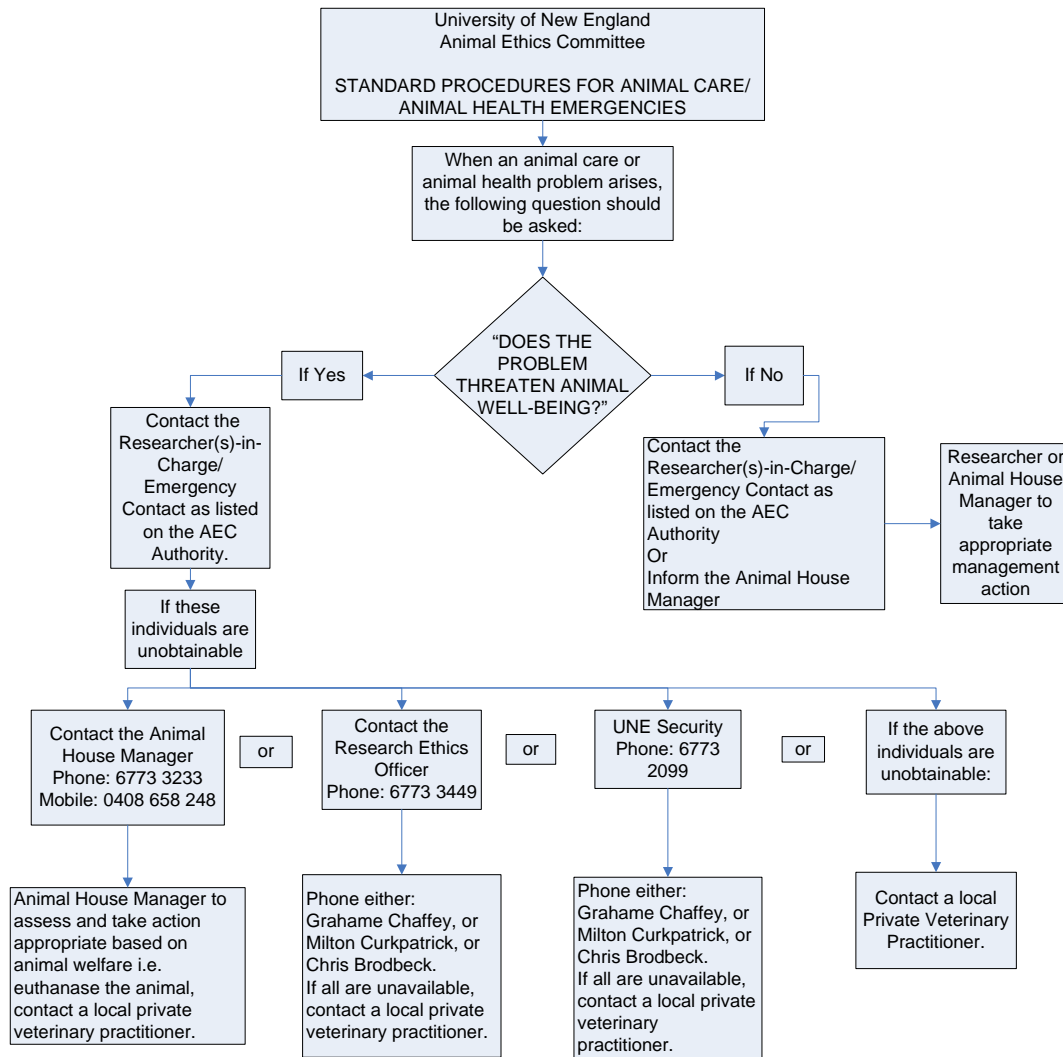 University of New England
Animal Ethics Committee
STANDARD PROCEDURES FOR ANIMAL CARE/
ANIMAL HEALTH EMERGENCIES
When an animal care or
animal health problem arises,
the following question should
be asked:
“DOES THE
PROBLEM
THREATEN ANIMAL
WELL-BEING?”
If Yes
If No
Contact the
Researcher(s)-in-
Charge/
Emergency
Contact as listed
on the AEC
Authority.
Contact the
Researcher(s)-in-Charge/
Emergency Contact as
listed on the AEC
Authority
Or
Inform the Animal House
Manager
Researcher or
Animal House
Manager to
take
appropriate
management
action
If these
individuals are
unobtainable
Contact the Animal
House Manager
Phone: 6773 3233
Mobile: 0408 658 248
or
Contact the
Research Ethics
Officer
Phone: 6773 3449
or
UNE Security
Phone: 6773
2099
or
If the above
individuals are
unobtainable:
Animal House Manager to
assess and take action
appropriate based on
animal welfare i.e.
euthanase the animal,
contact a local private
veterinary practitioner.
Phone either:
Grahame Chaffey, or
Milton Curkpatrick, or
Chris Brodbeck.
If all are unavailable,
contact a local private
veterinary practitioner.
Phone either:
Grahame Chaffey, or
Milton Curkpatrick, or
Chris Brodbeck.
If all are unavailable,
contact a local private
veterinary
practitioner.
Contact a local
Private Veterinary
Practitioner.